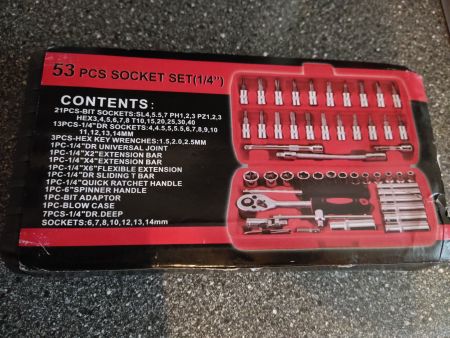 53 PCS SOCKET SET(1/4")
CONTENTS:
21PCS-BIT SOCKETS:SL4,5.5,7 PH1,2,3 PZ1,2,3
HEX3,4,5,6,7,8 T10,15,20,25,30,40
13PCS-1/4"DR SOCKETS:4,4.5,5,5.5,6,7,8,9,10
11,12,13,14MM
3PCS-HEX KEY WRENCHES:1.5,2.0,2.5MM
1PC-1/4"DR UNIVERSAL JOINT
1PC-1/4"X2"EXTENSION BAR
1PC-1/4"X4"EXTENSION BAR
1PC-1/4"X6"FLEXIBLE EXTENSION
1PC-1/4"DR SLIDING T BAR
1PC-1/4"QUICK RATCHET HANDLE
1PC-6"SPINNER HANDLE
1PC-BIT ADAPTOR
1PC-BLOW CASE
7PCS-1/4"DR.DEEP
SOCKETS:6,7,8,10,12,13,14mm